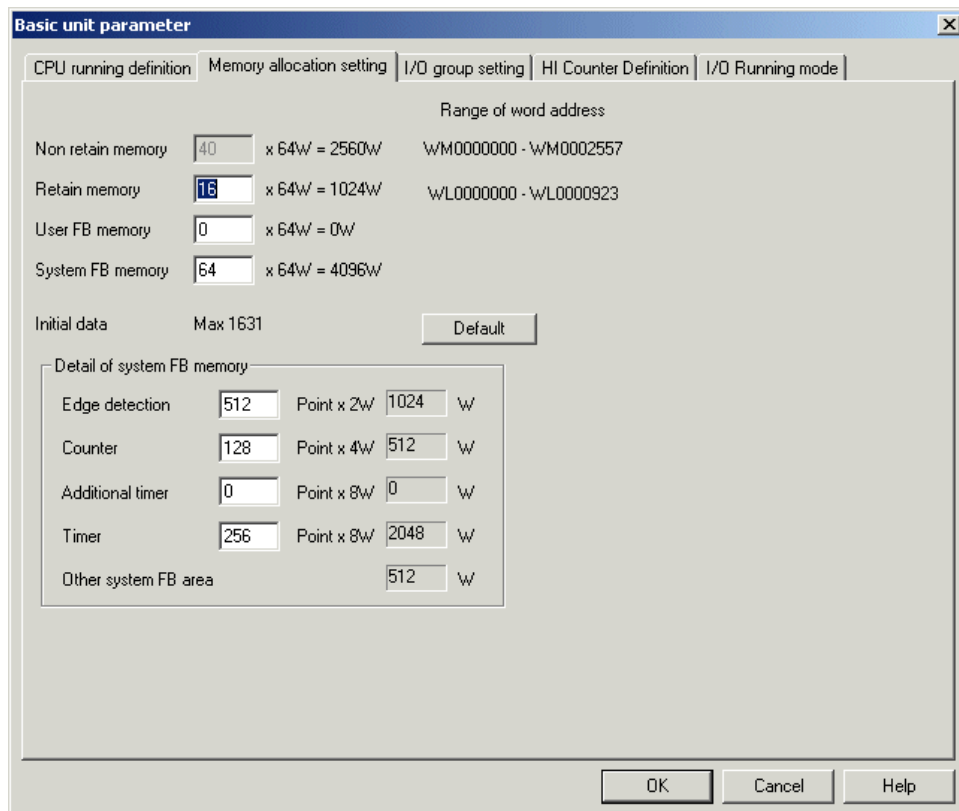 Basic unit parameter
CPU running definition Memory allocation setting I/O group setting HI Counter Definition I/O Running mode
Range of word address
Non retain memory 40 x 64W = 2560W WM0000000 - WM0002557
Retain memory 16 x 64W = 1024W WL0000000 - WL0000923
User FB memory 0 x 64W = 0W
System FB memory 64 x 64W = 4096W
Initial data Max 1631 Default
Detail of system FB memory
Edge detection 512 Point x 2W 1024 W
Counter 128 Point x 4W 512 W
Additional timer 0 Point x 8W 0 W
Timer 256 Point x 8W 2048 W
Other system FB area 512 W
OK Cancel Help